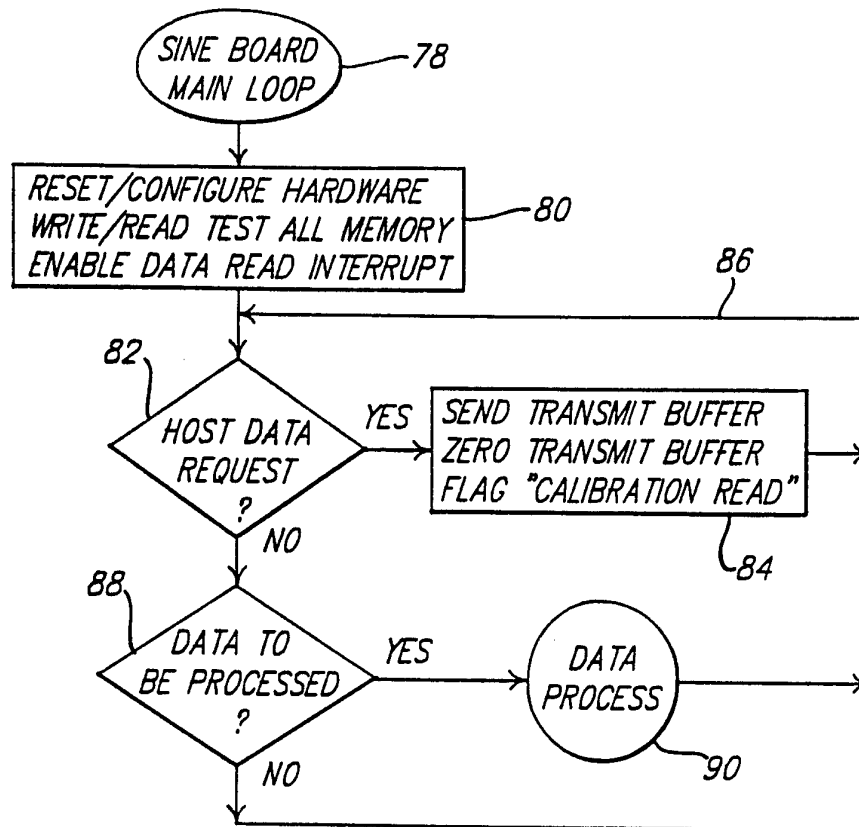 SINE BOARD
MAIN LOOP
78
RESET/CONFIGURE HARDWARE
WRITE/READ TEST ALL MEMORY
ENABLE DATA READ INTERRUPT
80
86
82
HOST DATA
REQUEST
?
YES
SEND TRANSMIT BUFFER
ZERO TRANSMIT BUFFER
FLAG "CALIBRATION READ"
84
NO
88
DATA TO
BE PROCESSED
?
YES
DATA
PROCESS
90
NO